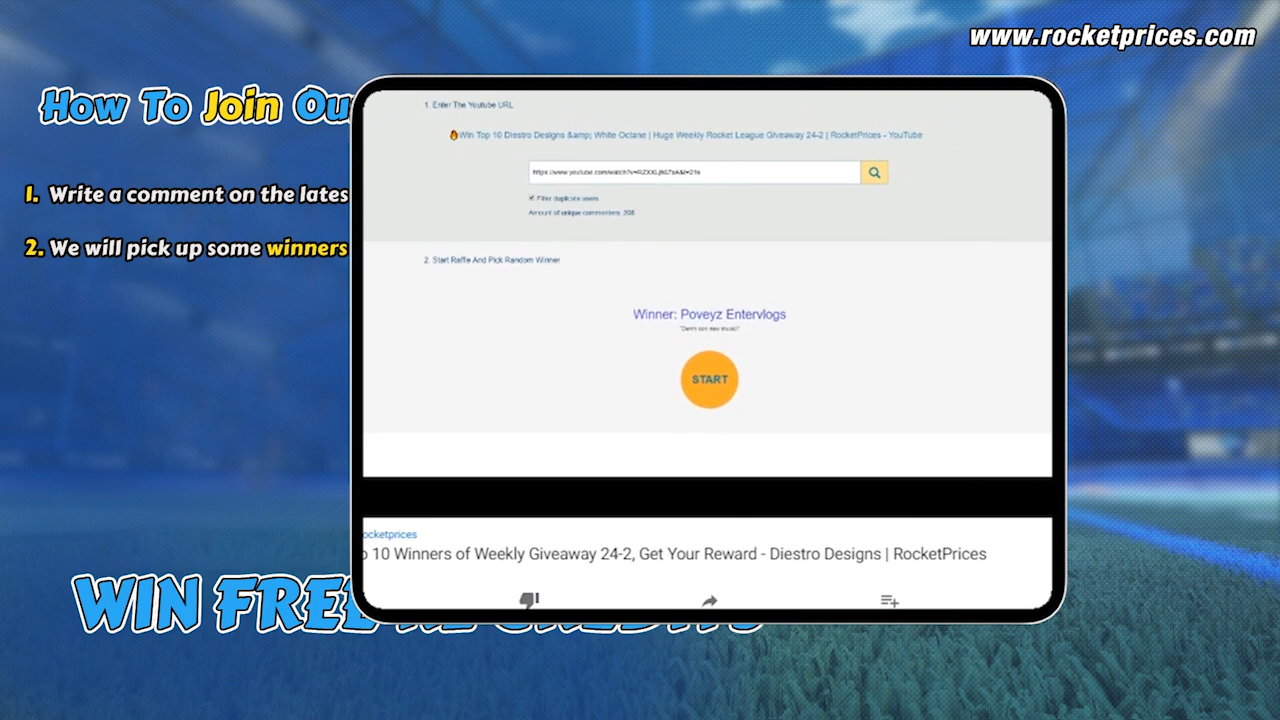 www.rocketprices.com
How To Join Ou
1. Write a comment on the lates
2. We will pick up some winners
1. Enter The Youtube URL
Win Top 10 Diestro Designs &amp; White Octane | Huge Weekly Rocket League Giveaway 24-2 | RocketPrices - YouTube
Filter duplicate users
Amount of unique commenters: 208
2. Start Raffle And Pick Random Winner
Winner: Poveyz Entervlogs
START
ocketprices
10 Winners of Weekly Giveaway 24-2, Get Your Reward - Diestro Designs | RocketPrices
WIN FREE RL CREDITS